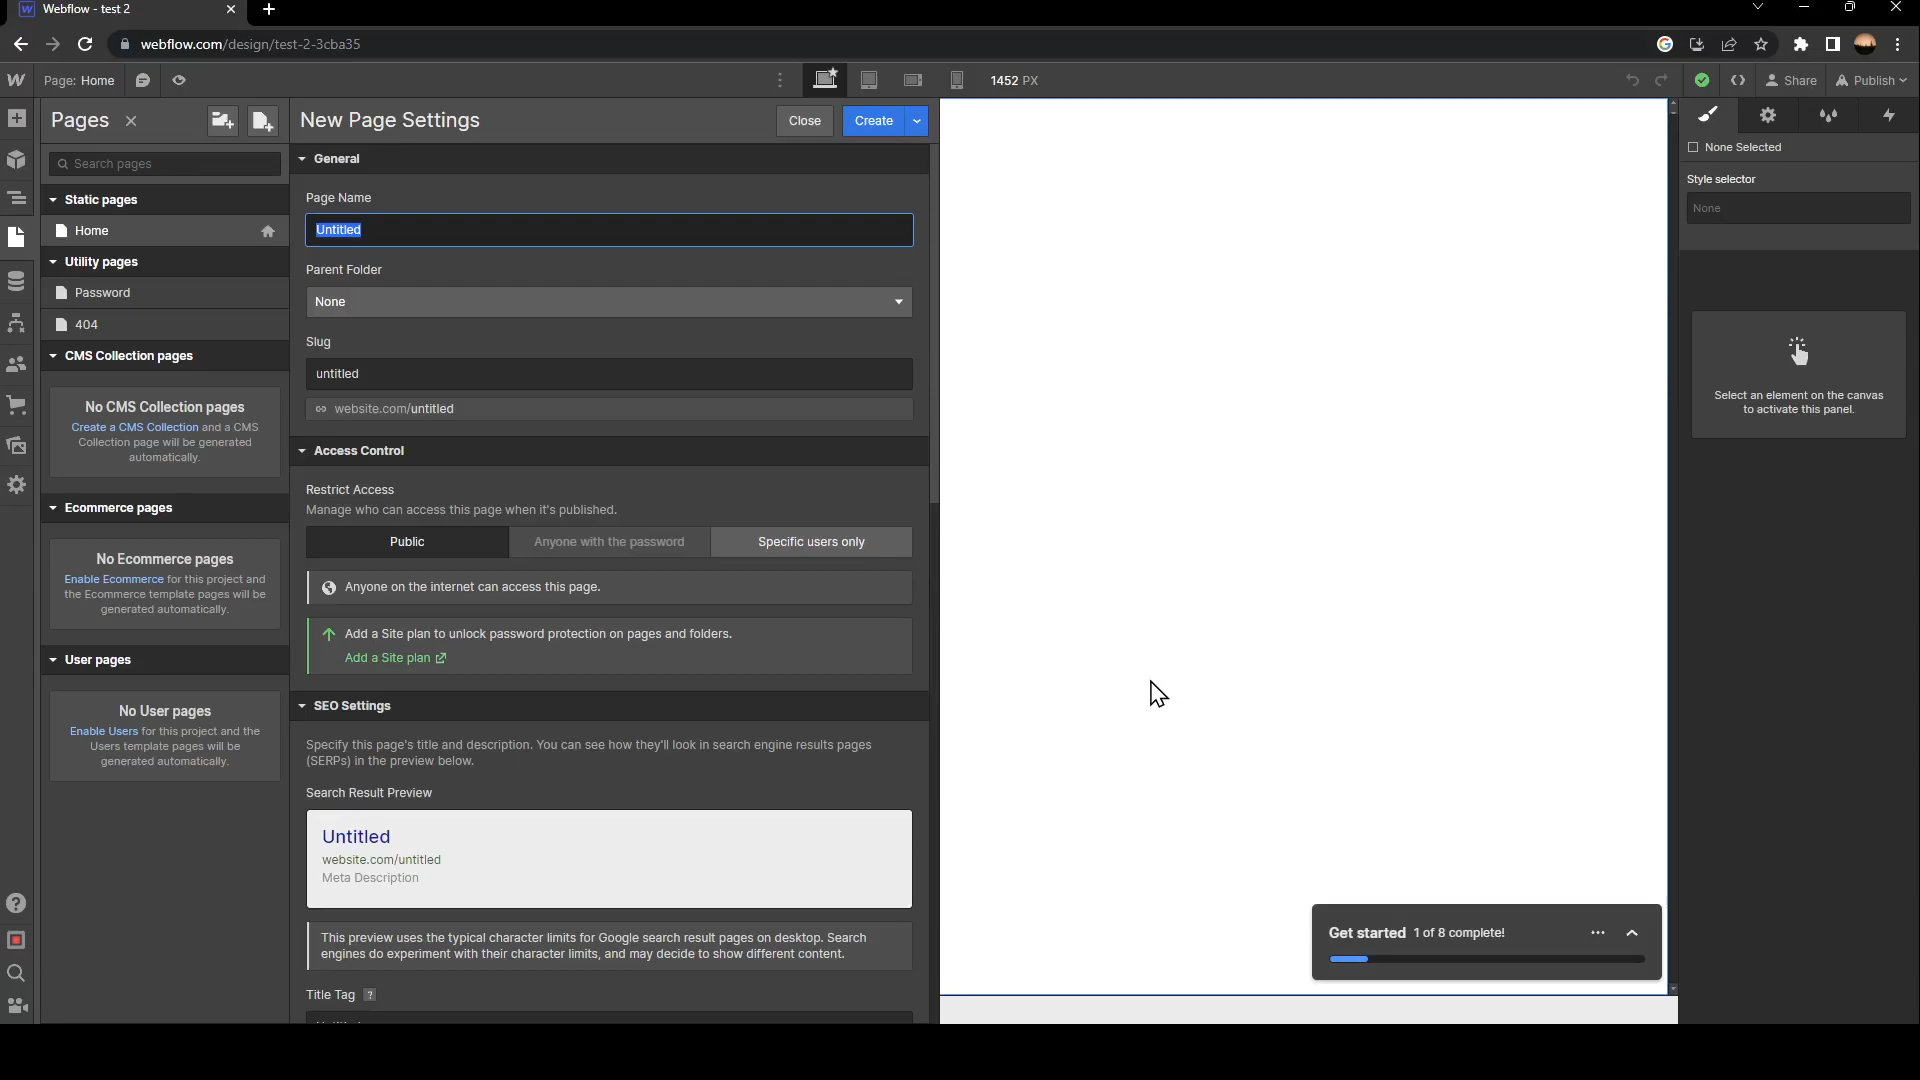 Webflow - test 2
webflow.com/design/test-2-3cba35
Page: Home
1452 PX
Share
Publish
Pages
New Page Settings
Close
Create
Search pages
Static pages
Home
Utility pages
Password
404
CMS Collection pages
No CMS Collection pages
Create a CMS Collection and a CMS
Collection page will be generated
automatically.
Ecommerce pages
No Ecommerce pages
Enable Ecommerce for this project and
the Ecommerce template pages will be
generated automatically.
User pages
No User pages
Enable Users for this project and the
Users template pages will be
generated automatically.
General
Page Name
Untitled
Parent Folder
None
Slug
untitled
website.com/untitled
Access Control
Restrict Access
Manage who can access this page when it's published.
Public
Anyone with the password
Specific users only
Anyone on the internet can access this page.
Add a Site plan to unlock password protection on pages and folders.
Add a Site plan
SEO Settings
Specify this page's title and description. You can see how they'll look in search engine results pages
(SERPs) in the preview below.
Search Result Preview
Untitled
website.com/untitled
Meta Description
This preview uses the typical character limits for Google search result pages on desktop. Search
engines do experiment with their character limits, and may decide to show different content.
Title Tag ?
Get started 1 of 8 complete!
None Selected
Style selector
None
Select an element on the canvas
to activate this panel.